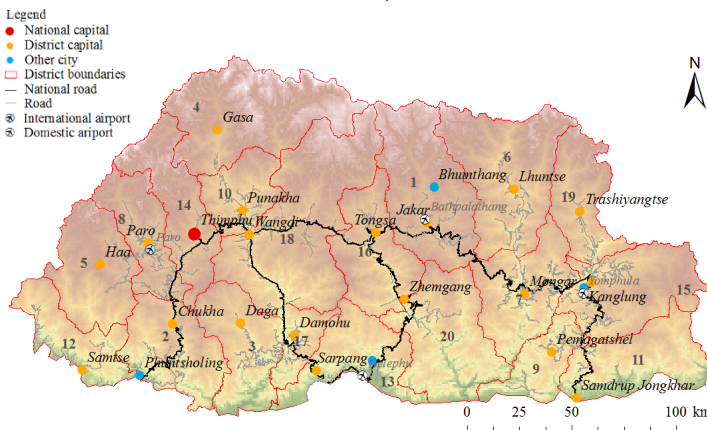 Legend
National capital
District capital
Other city
District boundaries
National road
Road
International airport
Domestic ariport
N
4
Gasa
6
1
Bhumthang
Lhuntse
10
Punakha
19
Trashiyangtse
14
8
Thimphu
Wangdi
Jakar
Bathpalathang
Paro
Paro
Tongsa
18
16
Haa
5
Mongar
Yomphula
Kanglung
15
Zhemgang
Chukha
2
Daga
3
Damohu
17
20
Pemagatshel
12
Samtse
Phuntsholing
Sarpang
13
9
11
Samdrup Jongkhar
0 25 50 100 km